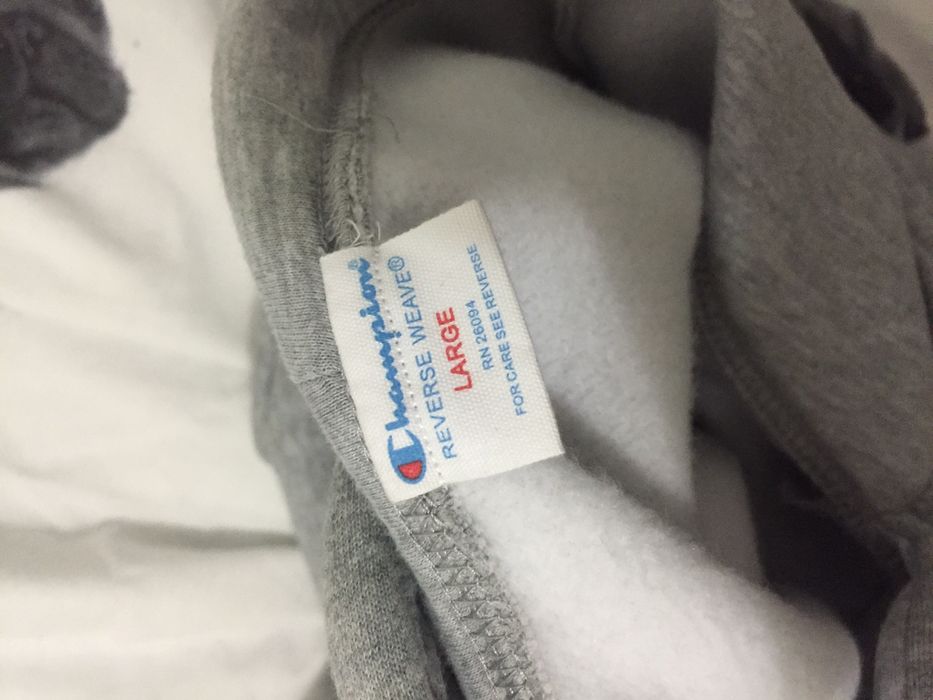 Champion®
REVERSE WEAVE®
LARGE
RN 26094
FOR CARE SEE REVERSE